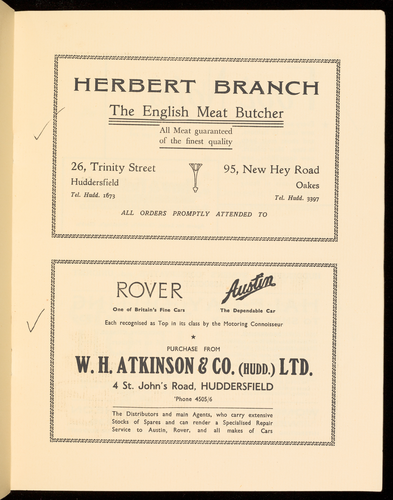 HERBERT BRANCH
The English Meat Butcher
All Meat guaranteed
of the finest quality
26, Trinity Street
Huddersfield
Tel. Hudd. 1673
95, New Hey Road
Oakes
Tel. Hudd. 3397
ALL ORDERS PROMPTLY ATTENDED TO
ROVER
One of Britain's Fine Cars
Austin
The Dependable Car
Each recognised as Top in its class by the Motoring Connoisseur
PURCHASE FROM
W. H. ATKINSON & CO. (HUDD.) LTD.
4 St. John's Road, HUDDERSFIELD
'Phone 4505/6
The Distributors and main Agents, who carry extensive
Stocks of Spares and can render a Specialised Repair
Service to Austin, Rover, and all makes of Cars